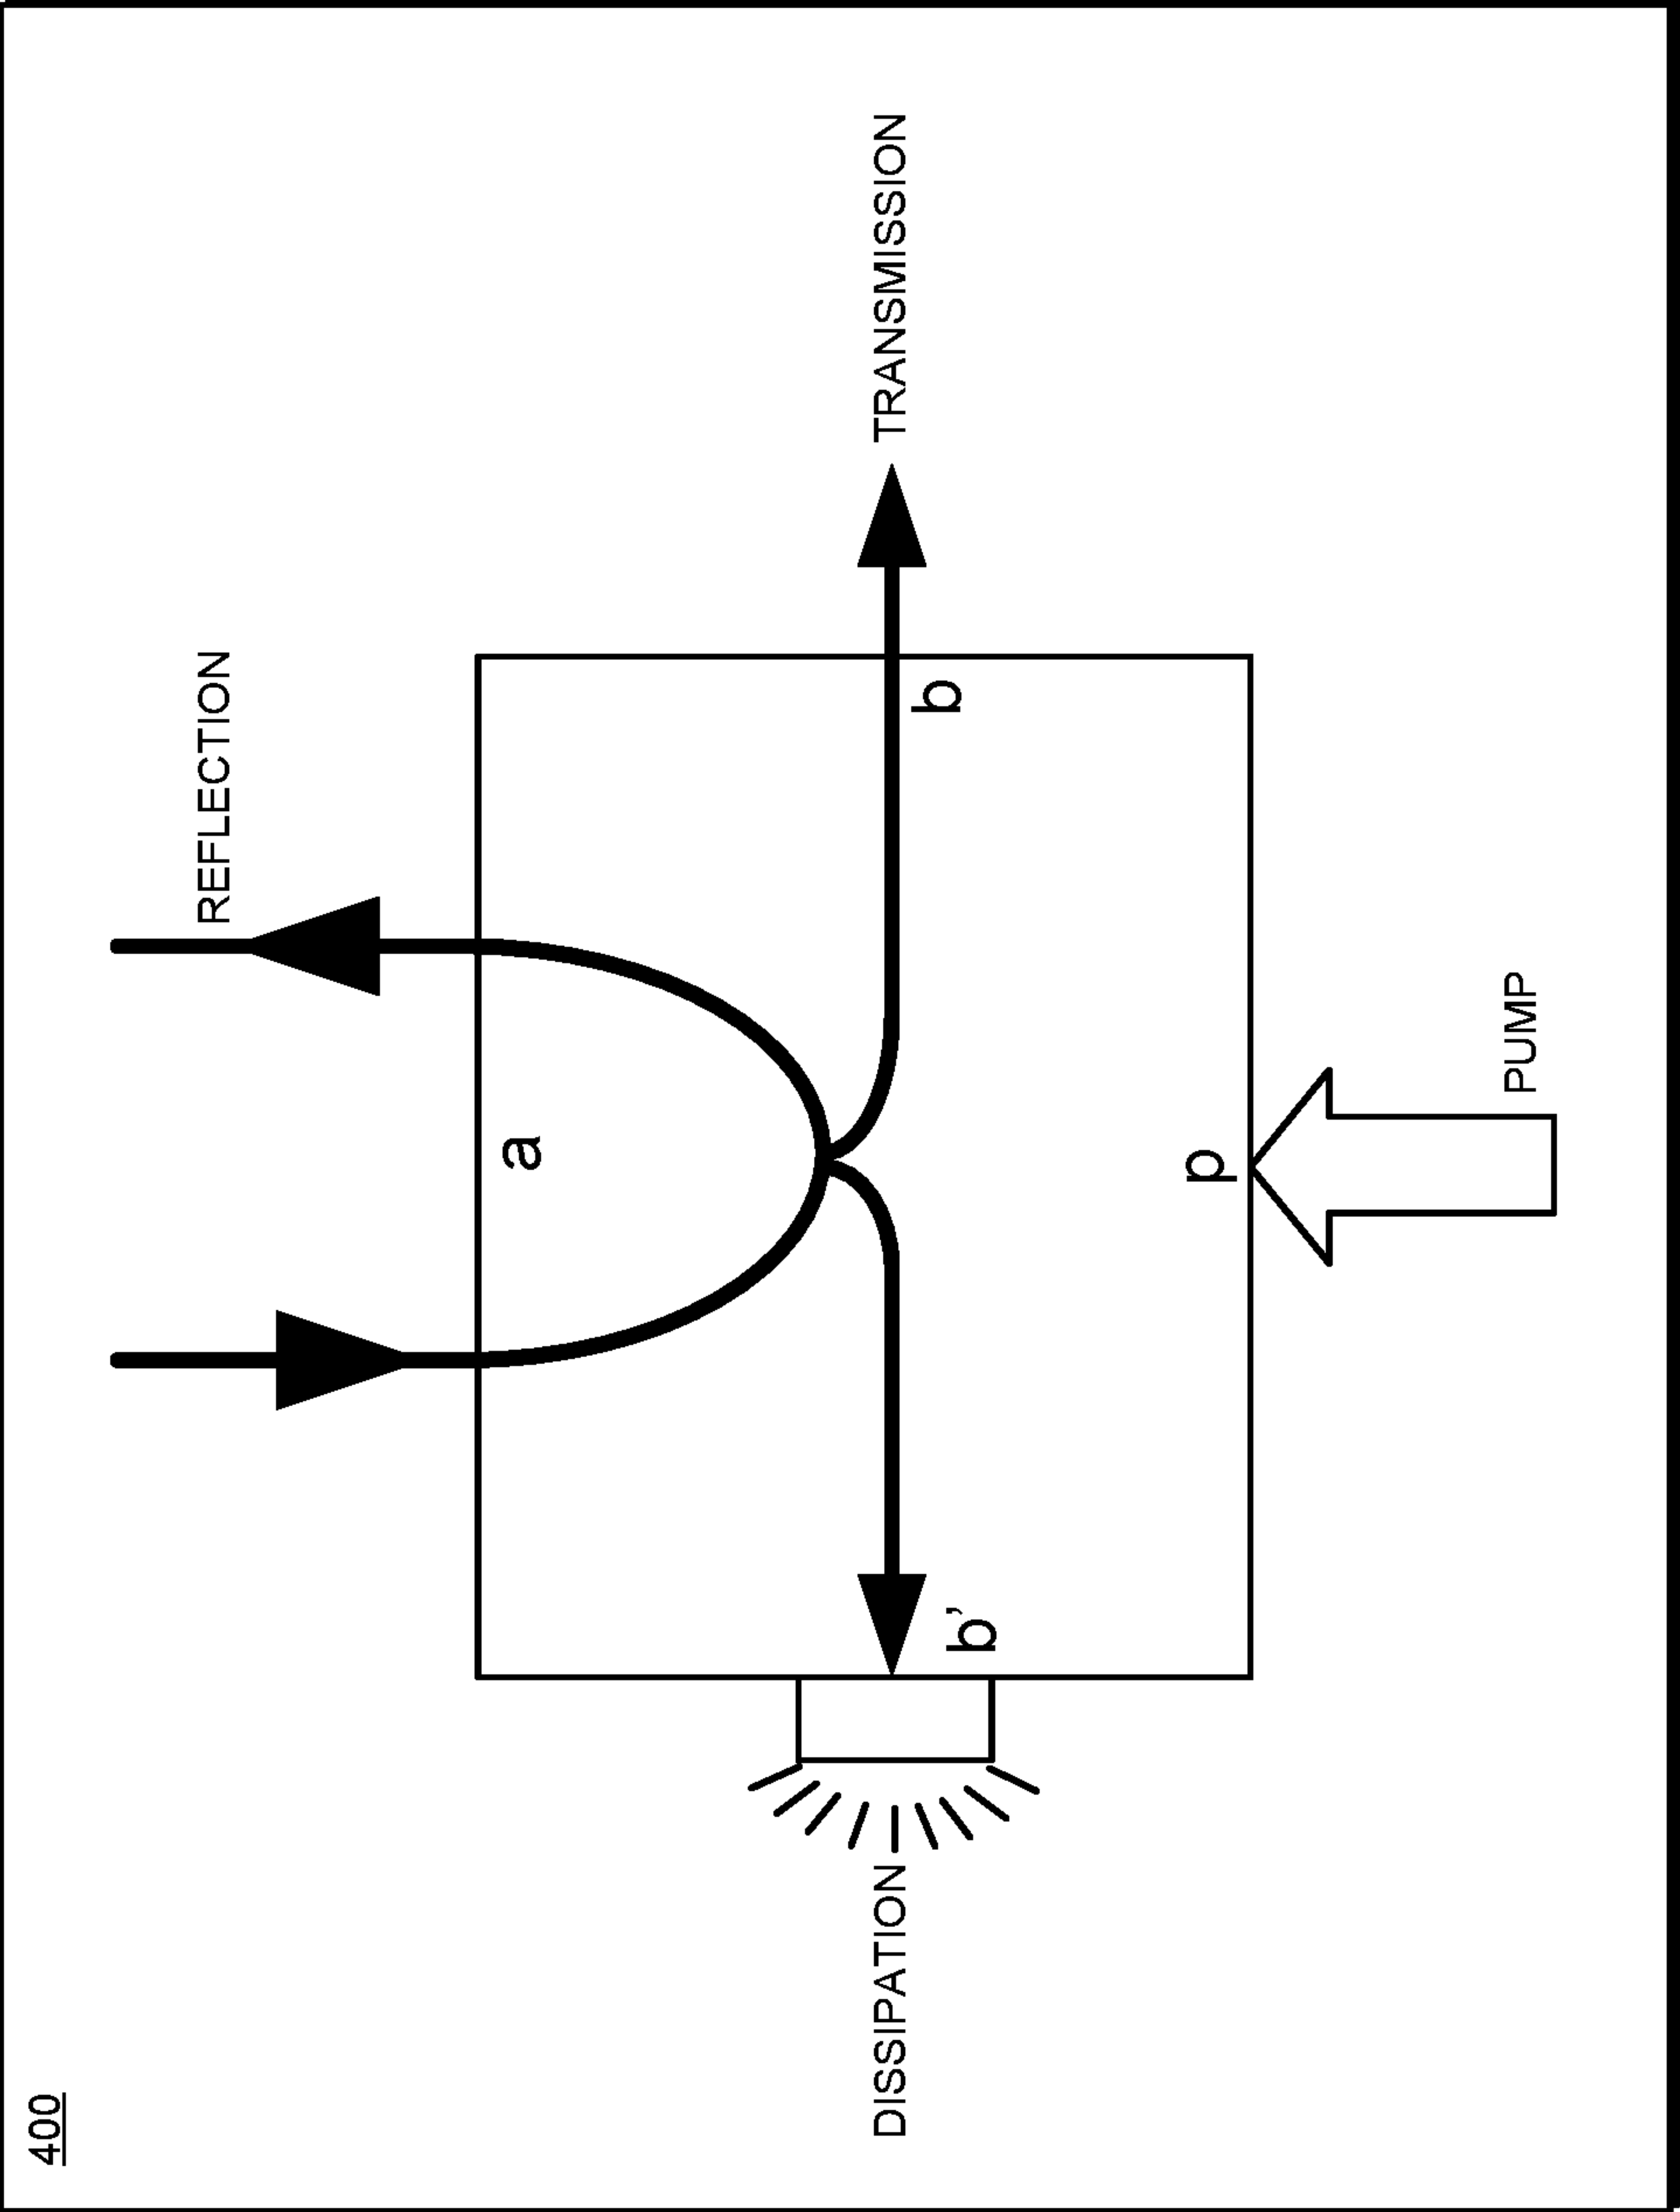 400
REFLECTION
a
DISSIPATION
TRANSMISSION
b'
b
p
PUMP